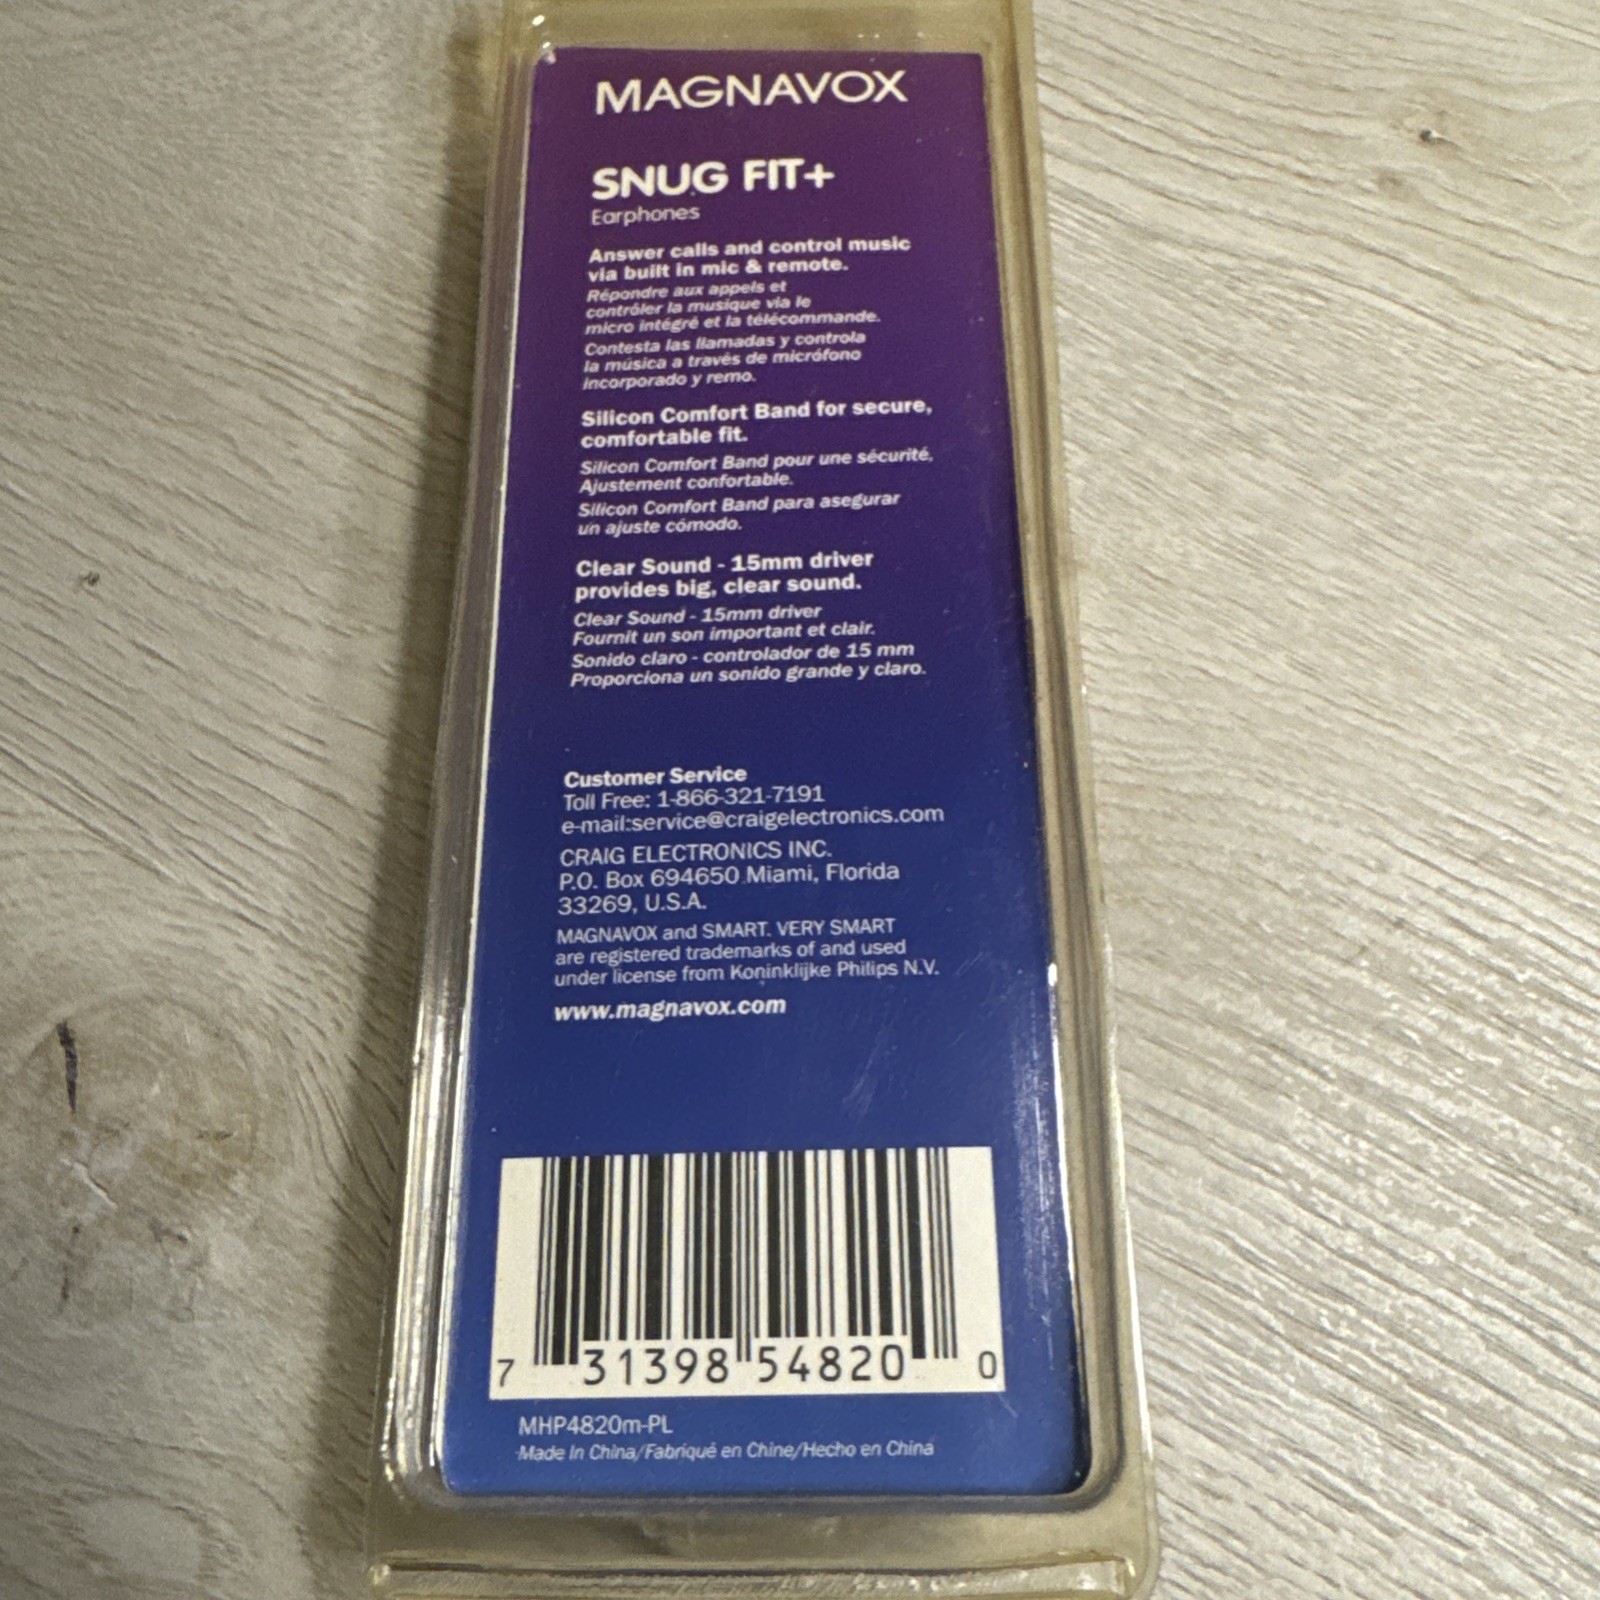 MAGNAVOX
SNUG FIT+
Earphones
Answer calls and control music
via built in mic & remote.
Répondre aux appels et
contrôler la musique via le
micro intégré et la télécommande.
Contesta las llamadas y controla
la música a través de micrófono
incorporado y remo.
Silicon Comfort Band for secure,
comfortable fit.
Silicon Comfort Band pour une sécurité,
Ajustement confortable.
Silicon Comfort Band para asegurar
un ajuste cómodo.
Clear Sound - 15mm driver
provides big, clear sound.
Clear Sound - 15mm driver
Fournit un son important et clair.
Sonido claro - controlador de 15 mm
Proporciona un sonido grande y claro.
Customer Service
Toll Free: 1-866-321-7191
e-mail:service@craigelectronics.com
CRAIG ELECTRONICS INC.
P.O. Box 694650 Miami, Florida
33269, U.S.A.
MAGNAVOX and SMART. VERY SMART
are registered trademarks of and used
under license from Koninklijke Philips N.V.
www.magnavox.com
7 31398 54820 0
MHP4820m-PL
Made In China/Fabriqué en Chine/Hecho en China